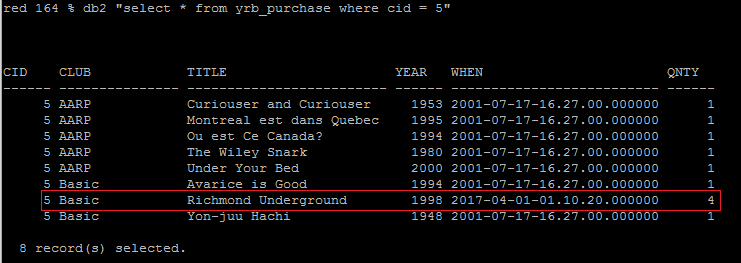 red 164 % db2 "select * from yrb_purchase where cid = 5"
CID    CLUB            TITLE                     YEAR   WHEN                       QNTY
------ --------------- ------------------------- ------ -------------------------- ------
     5 AARP            Curiouser and Curiouser     1953 2001-07-17-16.27.00.000000      1
     5 AARP            Montreal est dans Quebec    1995 2001-07-17-16.27.00.000000      1
     5 AARP            Ou est Ce Canada?           1994 2001-07-17-16.27.00.000000      1
     5 AARP            The Wiley Snark             1980 2001-07-17-16.27.00.000000      1
     5 AARP            Under Your Bed              2000 2001-07-17-16.27.00.000000      1
     5 Basic           Avarice is Good             1994 2001-07-17-16.27.00.000000      1
     5 Basic           Richmond Underground        1998 2017-04-01-01.10.20.000000      4
     5 Basic           Yon-juu Hachi               1948 2001-07-17-16.27.00.000000      1
  8 record(s) selected.